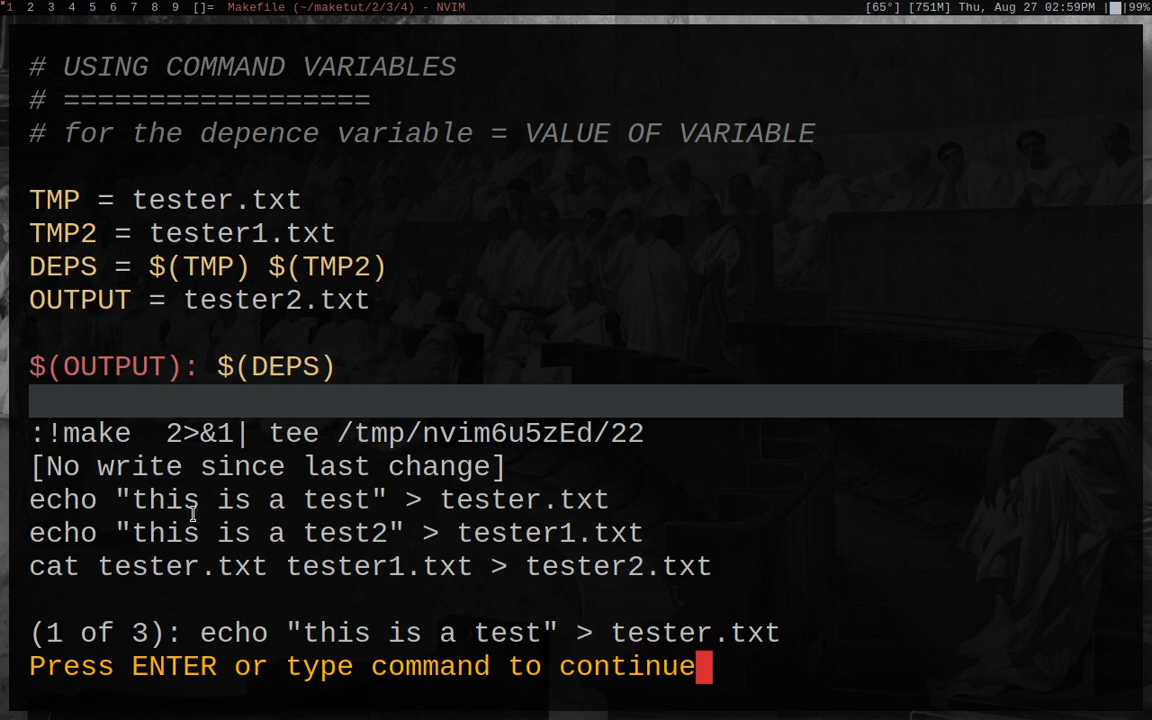 1 2 3 4 5 6 7 8 9 []= Makefile (~/maketut/2/3/4) - NVIM [65°] [751M] Thu, Aug 27 02:59PM | |99%
# USING COMMAND VARIABLES
# ==================
# for the depence variable = VALUE OF VARIABLE
TMP = tester.txt
TMP2 = tester1.txt
DEPS = $(TMP) $(TMP2)
OUTPUT = tester2.txt
$(OUTPUT): $(DEPS)
:!make  2>&1| tee /tmp/nvim6u5zEd/22
[No write since last change]
echo "this is a test" > tester.txt
echo "this is a test2" > tester1.txt
cat tester.txt tester1.txt > tester2.txt
(1 of 3): echo "this is a test" > tester.txt
Press ENTER or type command to continue